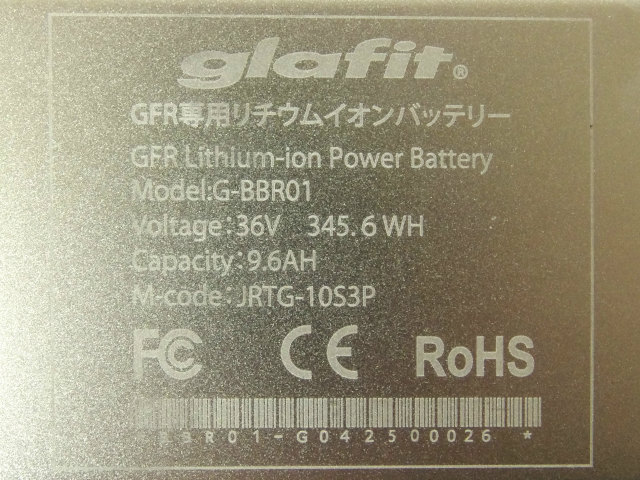 glafit®
GFR専用リチウムイオンバッテリー
GFR Lithium-ion Power Battery
Model:G-BBR01
Voltage:36V 345.6WH
Capacity:9.6AH
M-code:JRTG-10S3P
FC CE RoHS
BR01-G042500026*